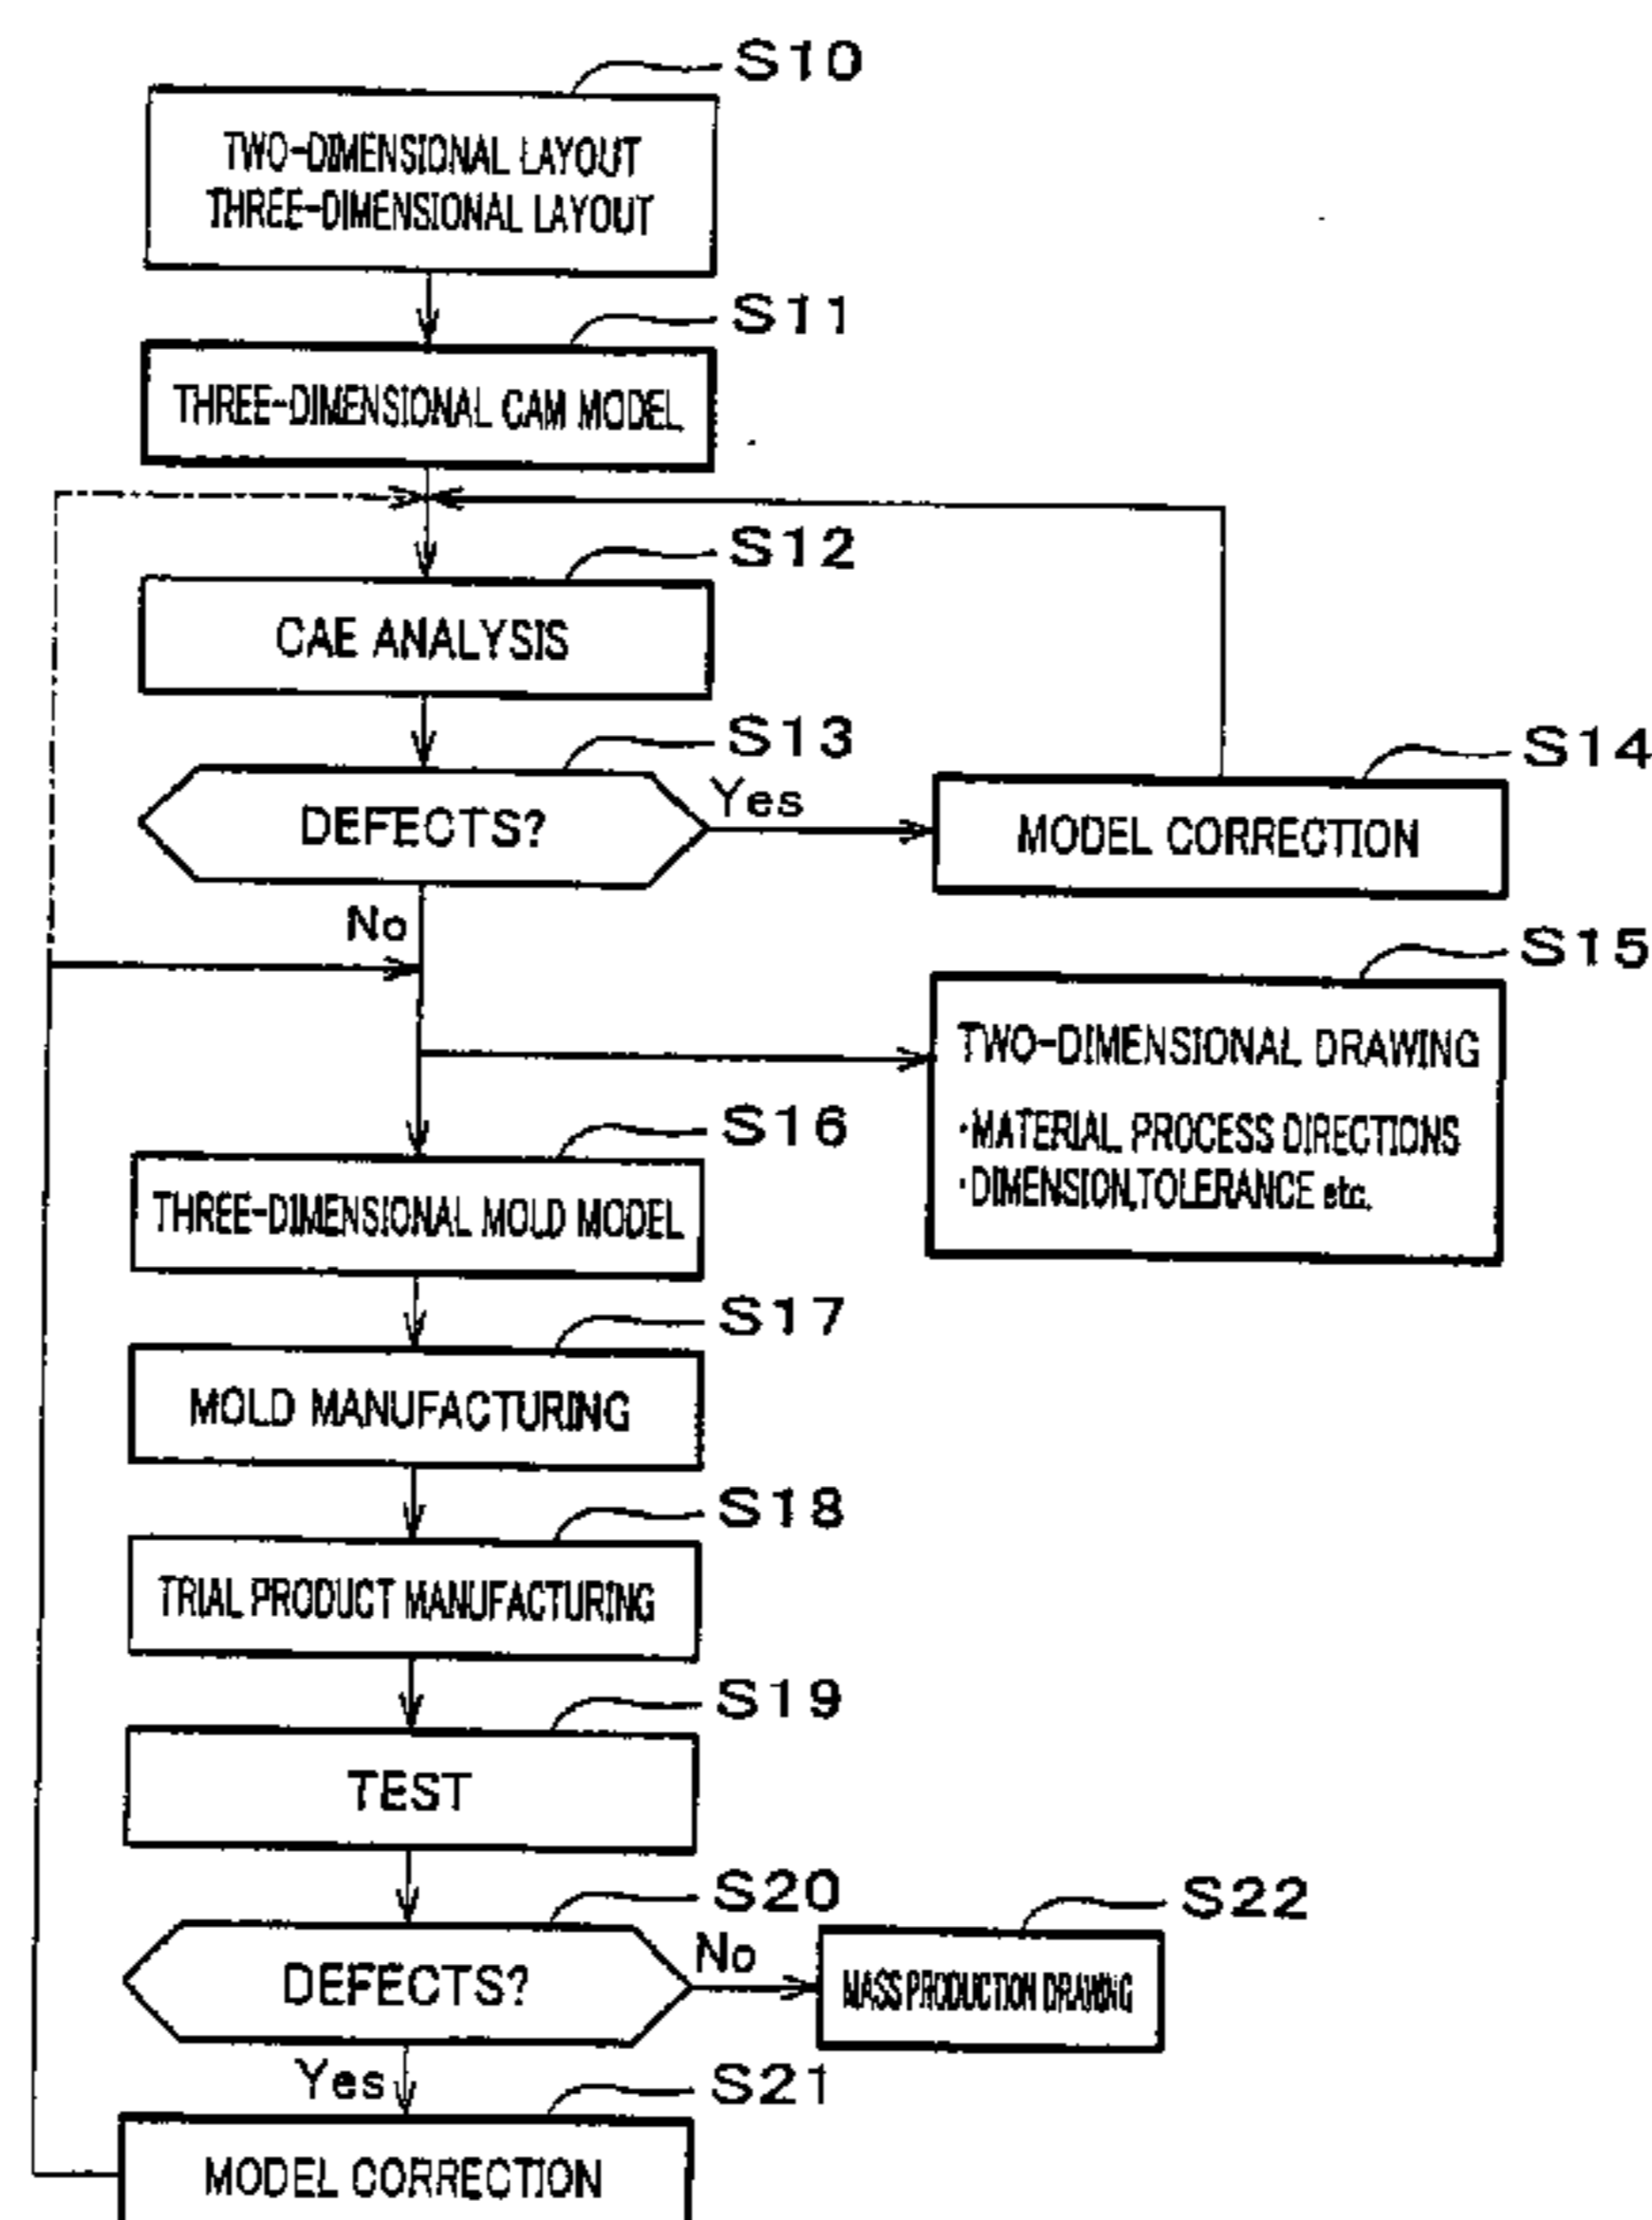 S10
TWO-DIMENSIONAL LAYOUT
THREE-DIMENSIONAL LAYOUT
S11
THREE-DIMENSIONAL CAM MODEL
S12
CAE ANALYSIS
S13
DEFECTS?
Yes
S14
MODEL CORRECTION
No
S15
TWO-DIMENSIONAL DRAWING
·MATERIAL PROCESS DIRECTIONS
·DIMENSION,TOLERANCE etc.
S16
THREE-DIMENSIONAL MOLD MODEL
S17
MOLD MANUFACTURING
S18
TRIAL PRODUCT MANUFACTURING
S19
TEST
S20
DEFECTS?
No
S22
MASS PRODUCTION DRAWING
Yes
S21
MODEL CORRECTION